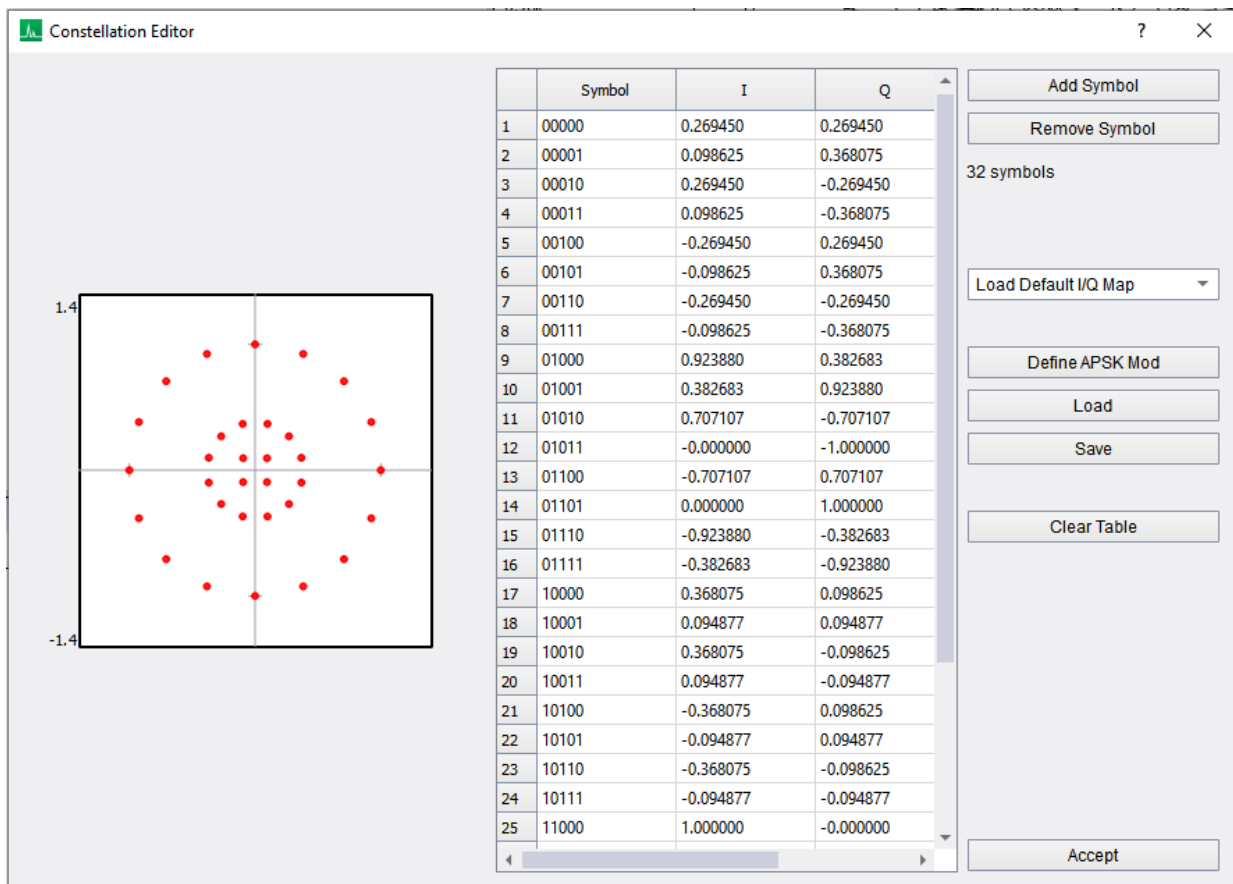 Constellation Editor
?
Symbol I Q
1 00000 0.269450 0.269450
2 00001 0.098625 0.368075
3 00010 0.269450 -0.269450
4 00011 0.098625 -0.368075
5 00100 -0.269450 0.269450
6 00101 -0.098625 0.368075
7 00110 -0.269450 -0.269450
8 00111 -0.098625 -0.368075
9 01000 0.923880 0.382683
10 01001 0.382683 0.923880
11 01010 0.707107 -0.707107
12 01011 -0.000000 -1.000000
13 01100 -0.707107 0.707107
14 01101 0.000000 1.000000
15 01110 -0.923880 -0.382683
16 01111 -0.382683 -0.923880
17 10000 0.368075 0.098625
18 10001 0.094877 0.094877
19 10010 0.368075 -0.098625
20 10011 0.094877 -0.094877
21 10100 -0.368075 0.098625
22 10101 -0.094877 0.094877
23 10110 -0.368075 -0.098625
24 10111 -0.094877 -0.094877
25 11000 1.000000 -0.000000
1.4
-1.4
Add Symbol
Remove Symbol
32 symbols
Load Default I/Q Map
Define APSK Mod
Load
Save
Clear Table
Accept